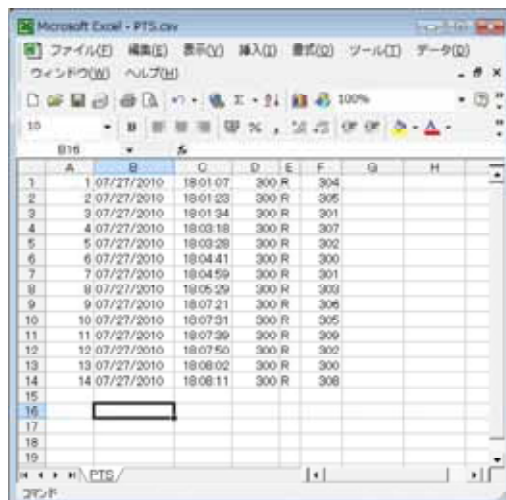 Microsoft Excel - PTS.csv
ファイル(F) 編集(E) 表示(V) 挿入(I) 書式(O) ツール(T) データ(D)
ウィンドウ(W) ヘルプ(H)
100%
10
B16 fx
A B C D E F G H
1 1 07/27/2010 18:01:07 300 R 304
2 2 07/27/2010 18:01:23 300 R 305
3 3 07/27/2010 18:01:34 300 R 301
4 4 07/27/2010 18:03:18 300 R 307
5 5 07/27/2010 18:03:28 300 R 302
6 6 07/27/2010 18:04:41 300 R 300
7 7 07/27/2010 18:04:59 300 R 301
8 8 07/27/2010 18:05:29 300 R 303
9 9 07/27/2010 18:07:21 300 R 306
10 10 07/27/2010 18:07:31 300 R 305
11 11 07/27/2010 18:07:39 300 R 309
12 12 07/27/2010 18:07:50 300 R 302
13 13 07/27/2010 18:08:02 300 R 300
14 14 07/27/2010 18:08:11 300 R 308
15
16
17
18
19
PTS
コマンド